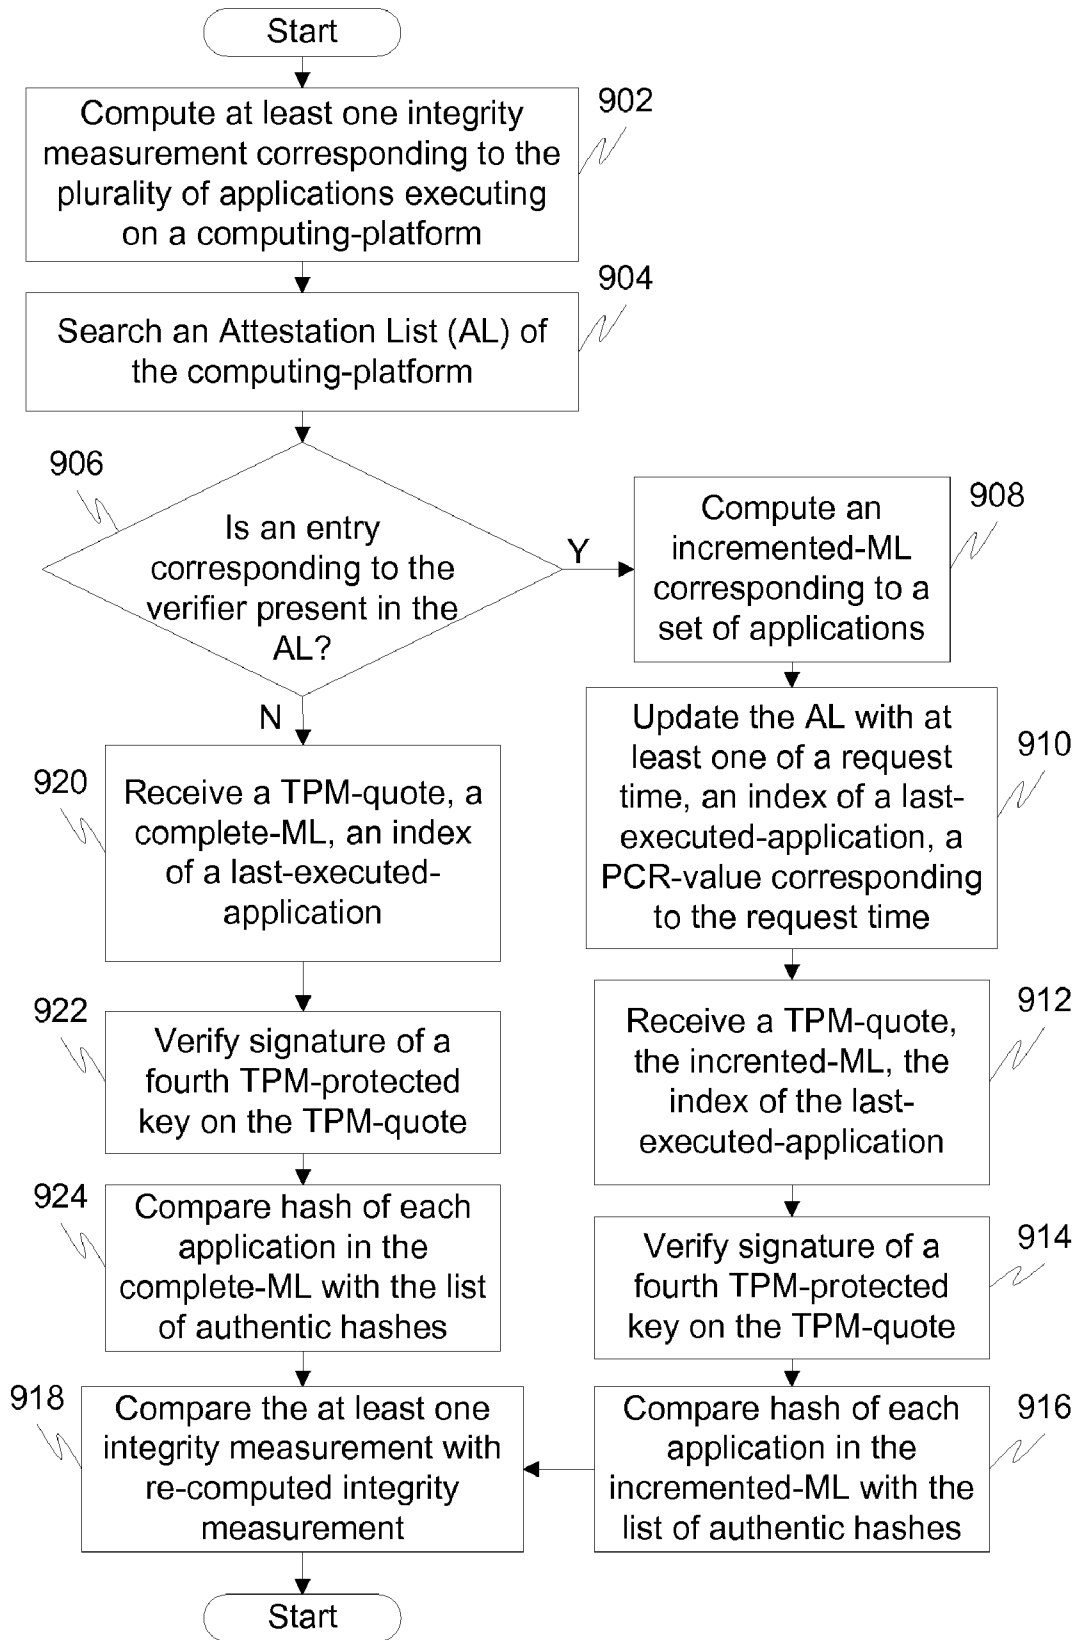 Start
Compute at least one integrity
measurement corresponding to the
plurality of applications executing
on a computing-platform
902
Search an Attestation List (AL) of
the computing-platform
904
906
Is an entry
corresponding to the
verifier present in the
AL?
Y
N
Compute an
incremented-ML
corresponding to a
set of applications
908
Update the AL with at
least one of a request
time, an index of a last-
executed-application, a
PCR-value corresponding
to the request time
910
Receive a TPM-quote,
the incrented-ML, the
index of the last-
executed-application
912
Verify signature of a
fourth TPM-protected
key on the TPM-quote
914
Compare hash of each
application in the
incremented-ML with the
list of authentic hashes
916
920
Receive a TPM-quote, a
complete-ML, an index
of a last-executed-
application
922
Verify signature of a
fourth TPM-protected
key on the TPM-quote
924
Compare hash of each
application in the
complete-ML with the list
of authentic hashes
918
Compare the at least one
integrity measurement with
re-computed integrity
measurement
Start